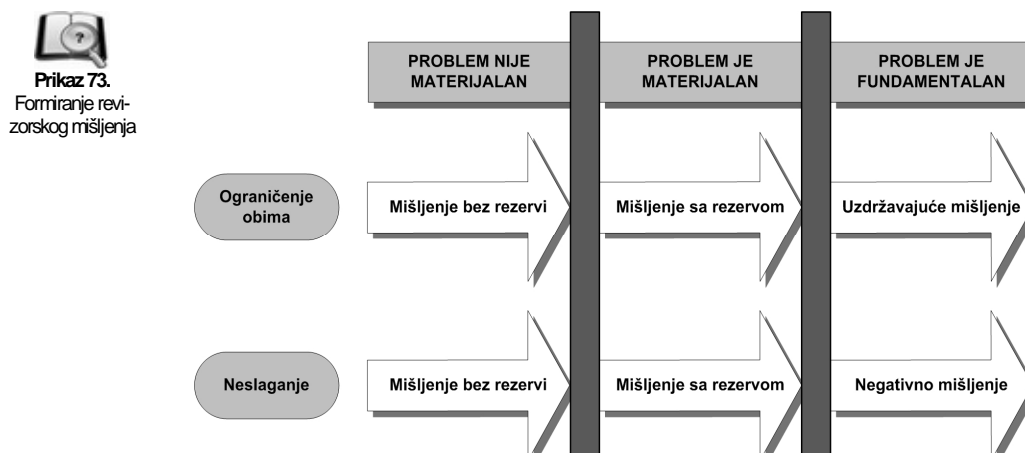 Prikaz 73.
Formiranje revi-
zorskog mišljenja
PROBLEM NIJE
MATERIJALAN
PROBLEM JE
MATERIJALAN
PROBLEM JE
FUNDAMENTALAN
Ograničenje
obima
Mišljenje bez rezervi
Mišljenje sa rezervom
Uzdržavajuće mišljenje
Neslaganje
Mišljenje bez rezervi
Mišljenje sa rezervom
Negativno mišljenje